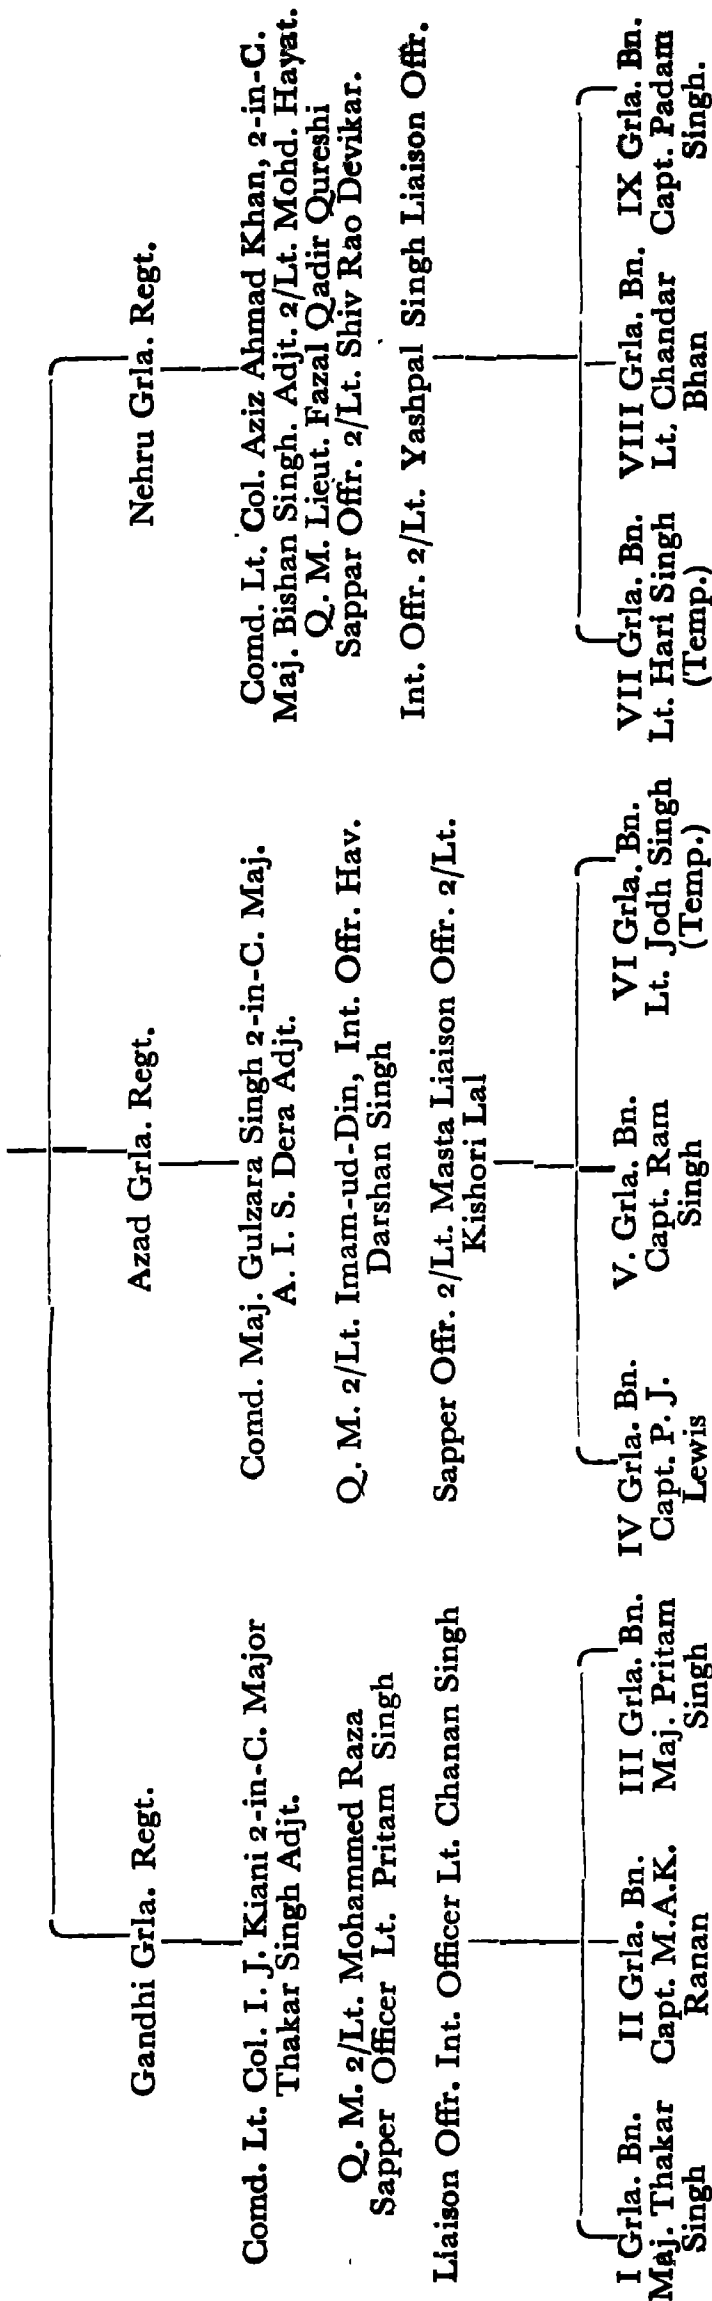 Gandhi Grla. Regt.
Comd. Lt. Col. I. J. Kiani 2-in-C. Major
Thakar Singh Adjt.
Q. M. 2/Lt. Mohammed Raza
Sapper Officer Lt. Pritam Singh
Liaison Offr. Int. Officer Lt. Chanan Singh
I Grla. Bn.
Maj. Thakar
Singh
II Grla. Bn.
Capt. M.A.K.
Ranan
III Grla. Bn.
Maj. Pritam
Singh
Azad Grla. Regt.
Comd. Maj. Gulzara Singh 2-in-C. Maj.
A. I. S. Dera Adjt.
Q. M. 2/Lt. Imam-ud-Din, Int. Offr. Hav.
Darshan Singh
Sapper Offr. 2/Lt. Masta Liaison Offr. 2/Lt.
Kishori Lal
IV Grla. Bn.
Capt. P. J.
Lewis
V. Grla. Bn.
Capt. Ram
Singh
VI Grla. Bn.
Lt. Jodh Singh
(Temp.)
Nehru Grla. Regt.
Comd. Lt. Col. Aziz Ahmad Khan, 2-in-C.
Maj. Bishan Singh. Adjt. 2/Lt. Mohd. Hayat.
Q. M. Lieut. Fazal Qadir Qureshi
Sappar Offr. 2/Lt. Shiv Rao Devikar.
Int. Offr. 2/Lt. Yashpal Singh Liaison Offr.
VII Grla. Bn.
Lt. Hari Singh
(Temp.)
VIII Grla. Bn.
Lt. Chandar
Bhan
IX Grla. Bn.
Capt. Padam
Singh.